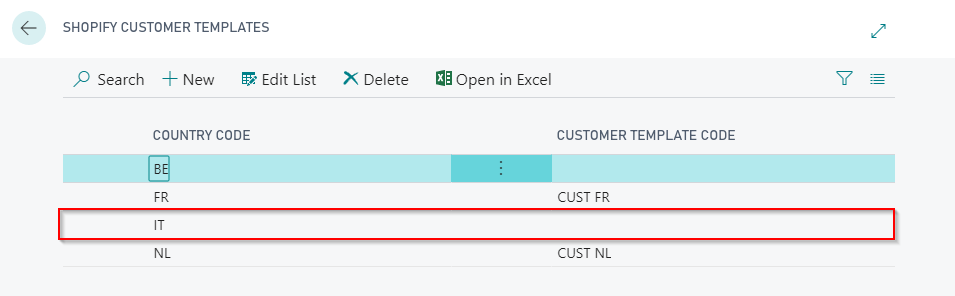 SHOPIFY CUSTOMER TEMPLATES
Search New Edit List Delete Open in Excel
COUNTRY CODE CUSTOMER TEMPLATE CODE
BE
FR CUST FR
IT
NL CUST NL